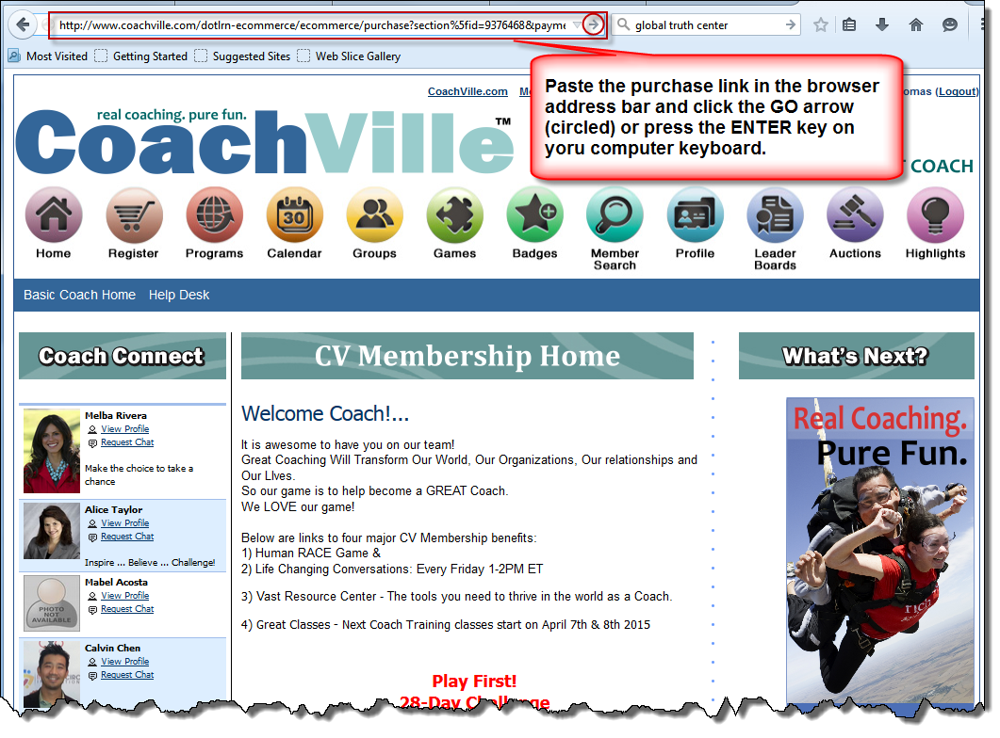 http://www.coachville.com/dotlrn-ecommerce/ecommerce/purchase?section%5fid=9376468&payme
global truth center
Most Visited
Getting Started
Suggested Sites
Web Slice Gallery
Paste the purchase link in the browser
address bar and click the GO arrow
(circled) or press the ENTER key on
yoru computer keyboard.
CoachVille.com
omas (Logout)
real coaching. pure fun.
CoachVille™
COACH
Home
Register
Programs
Calendar
30
Groups
Games
Badges
Member
Search
Profile
Leader
Boards
Auctions
Highlights
Basic Coach Home
Help Desk
Coach Connect
Melba Rivera
View Profile
Request Chat
Make the choice to take a
chance
Alice Taylor
View Profile
Request Chat
Inspire ... Believe ... Challenge!
Mabel Acosta
View Profile
Request Chat
PHOTO
NOT
AVAILABLE
Calvin Chen
View Profile
Request Chat
CV Membership Home
Welcome Coach!...
It is awesome to have you on our team!
Great Coaching Will Transform Our World, Our Organizations, Our relationships and
Our LIves.
So our game is to help become a GREAT Coach.
We LOVE our game!
Below are links to four major CV Membership benefits:
1) Human RACE Game &
2) Life Changing Conversations: Every Friday 1-2PM ET
3) Vast Resource Center - The tools you need to thrive in the world as a Coach.
4) Great Classes - Next Coach Training classes start on April 7th & 8th 2015
Play First!
28-Day Challenge
What's Next?
Real Coaching.
Pure Fun.